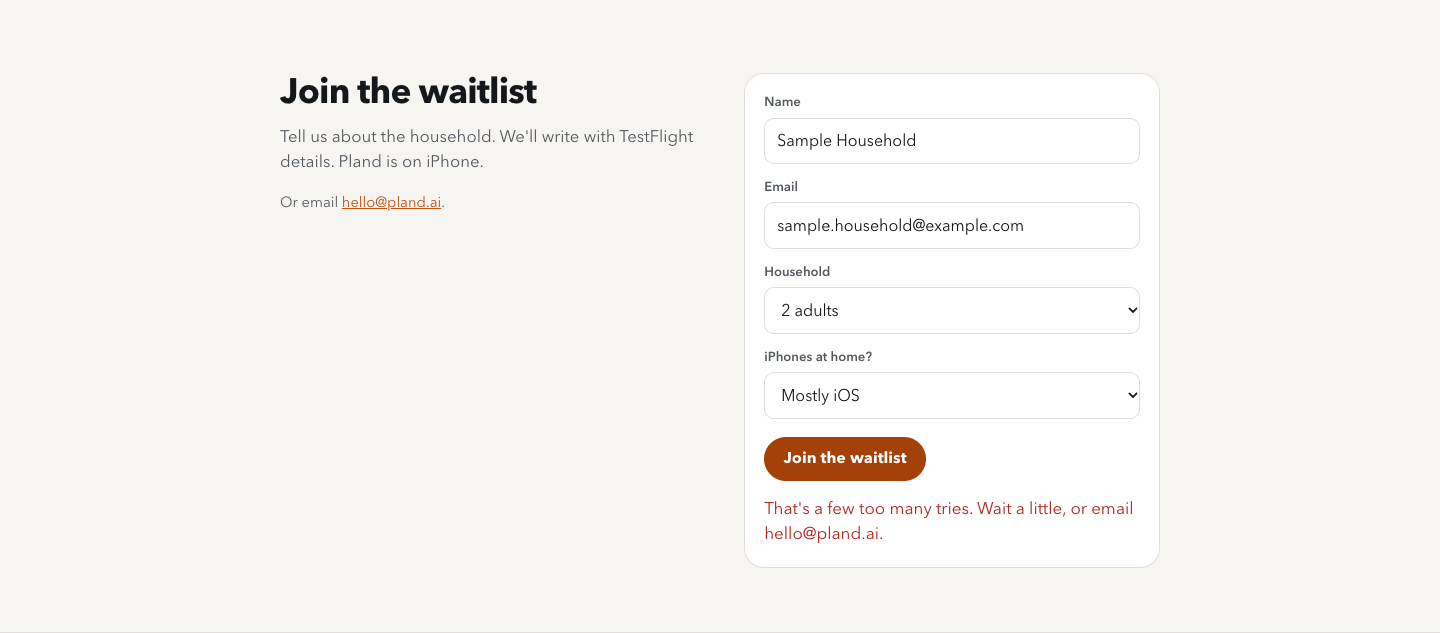 Join the waitlist
Tell us about the household. We'll write with TestFlight
details. Pland is on iPhone.
Or email hello@pland.ai.
Name
Sample Household
Email
sample.household@example.com
Household
2 adults
iPhones at home?
Mostly iOS
Join the waitlist
That's a few too many tries. Wait a little, or email
hello@pland.ai.